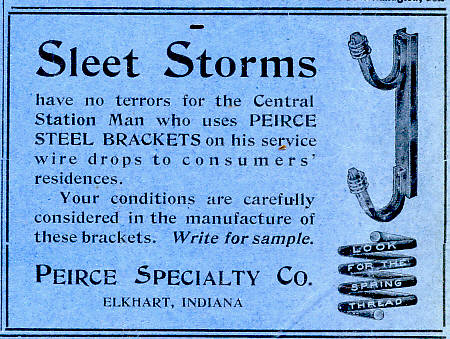 Sleet Storms
have no terrors for the Central
Station Man who uses PEIRCE
STEEL BRACKETS on his service
wire drops to consumers'
residences.
Your conditions are carefully
considered in the manufacture of
these brackets. Write for sample.
PEIRCE SPECIALTY CO.
ELKHART, INDIANA
LOOK
FOR THE
SPRING
THREAD